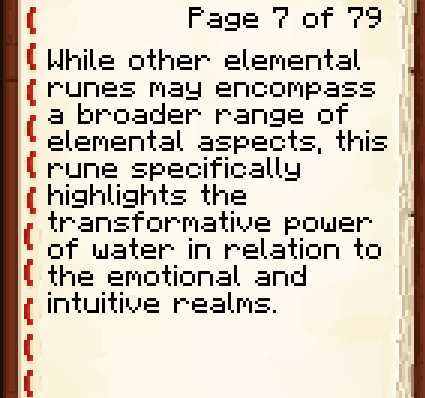 Page 7 of 79
While other elemental
runes may encompass
a broader range of
elemental aspects, this
rune specifically
highlights the
transformative power
of water in relation to
the emotional and
intuitive realms.